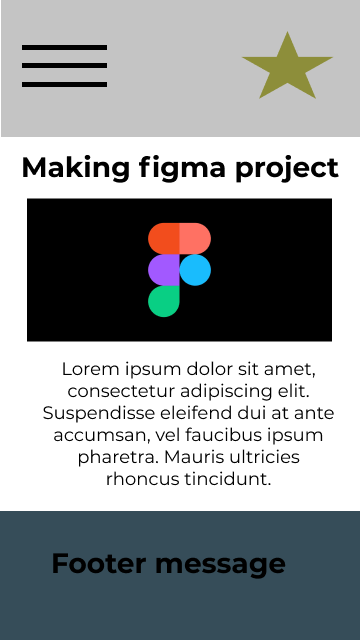 Making figma project
Lorem ipsum dolor sit amet,
consectetur adipiscing elit.
Suspendisse eleifend dui at ante
accumsan, vel faucibus ipsum
pharetra. Mauris ultricies
rhoncus tincidunt.
Footer message